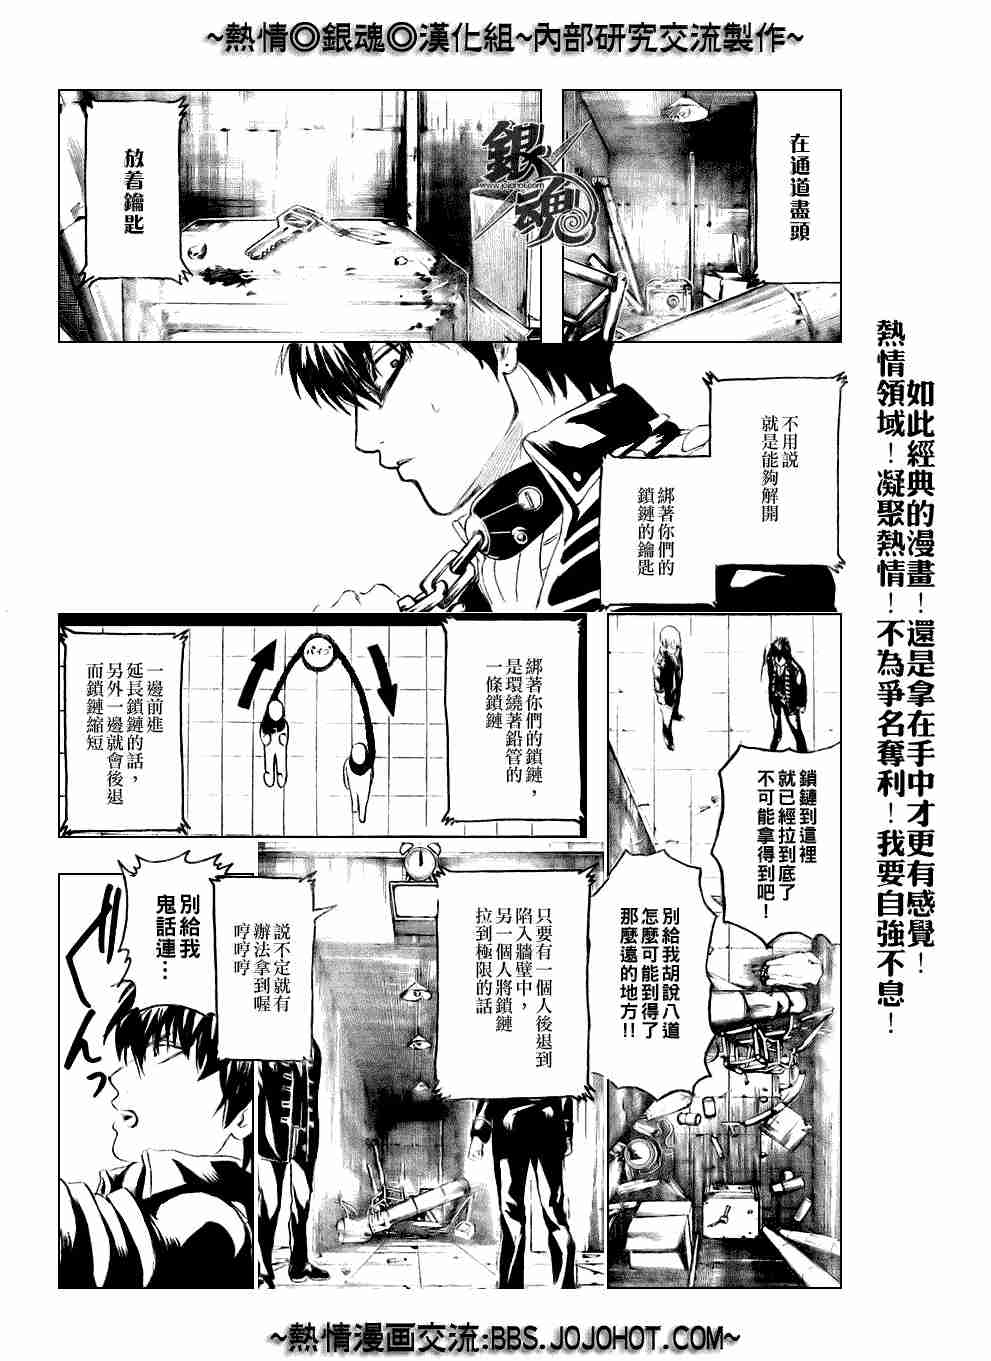 ~熱情◎銀魂◎漢化組~內部研究交流製作~
在通道盡頭
銀魂
www.jojohot.com
放着鑰匙
不用説
就是能夠解開
綁著你們的
鎖鏈的鑰匙
鎖鏈到這裡
就已經拉到底了
不可能拿得到吧！
別給我胡說八道
怎麼可能到得了
那麼遠的地方!!
綁著你們的鎖鏈，
是環繞著鉛管的
一條鎖鏈
パイプ
一邊前進
延長鎖鏈的話，
另外一邊就會後退
而鎖鏈縮短
只要有一個人後退到
陷入牆壁中，
另一個人將鎖鏈
拉到極限的話
説不定就有
辦法拿到喔
哼哼哼
別給我
鬼話連…
如此經典的漫畫！還是拿在手中才更有感覺！
熱情領域！凝聚熱情！不為爭名奪利！我要自強不息！
~熱情漫画交流:BBS.JOJOHOT.COM~